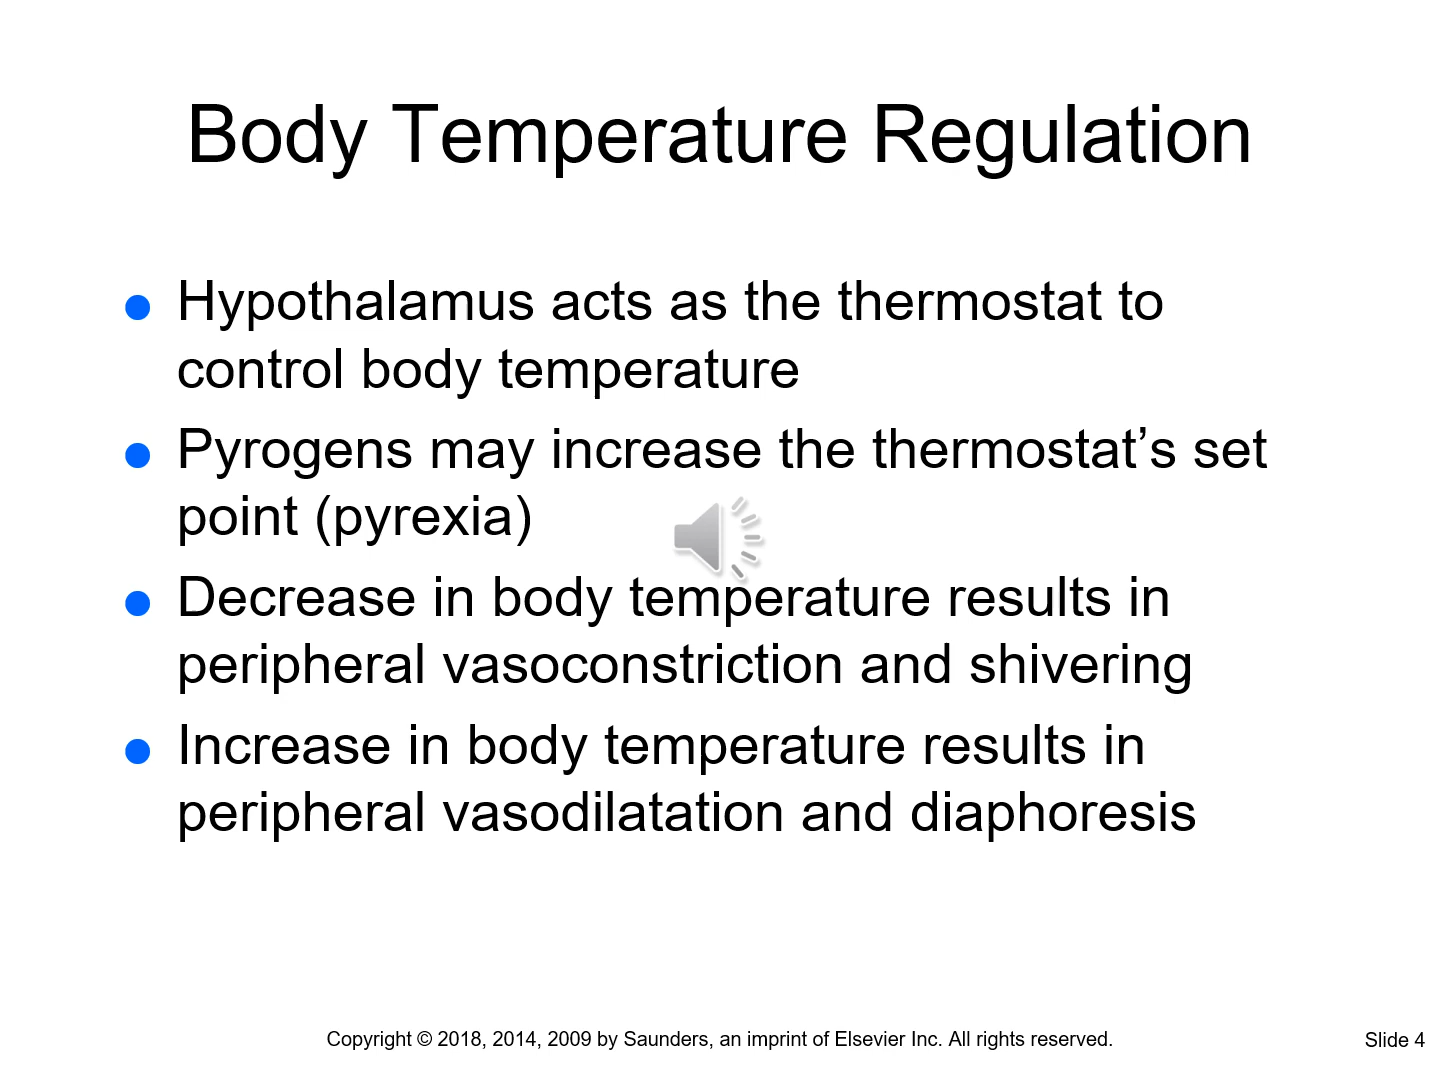 Body Temperature Regulation
Hypothalamus acts as the thermostat to
control body temperature
Pyrogens may increase the thermostat’s set
point (pyrexia)
Decrease in body temperature results in
peripheral vasoconstriction and shivering
Increase in body temperature results in
peripheral vasodilatation and diaphoresis
Copyright © 2018, 2014, 2009 by Saunders, an imprint of Elsevier Inc. All rights reserved.
Slide 4